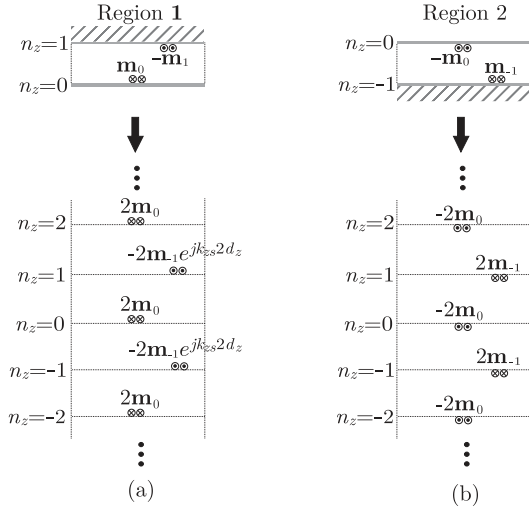 Region 1
n_z=1
-m_1
m_0
n_z=0
2m_0
n_z=2
-2m_{-1}e^{jk_{zs}2d_z}
n_z=1
2m_0
n_z=0
-2m_{-1}e^{jk_{zs}2d_z}
n_z=-1
2m_0
n_z=-2
(a)
Region 2
n_z=0
-m_0
m_{-1}
n_z=-1
-2m_0
n_z=2
2m_{-1}
n_z=1
-2m_0
n_z=0
2m_{-1}
n_z=-1
-2m_0
n_z=-2
(b)